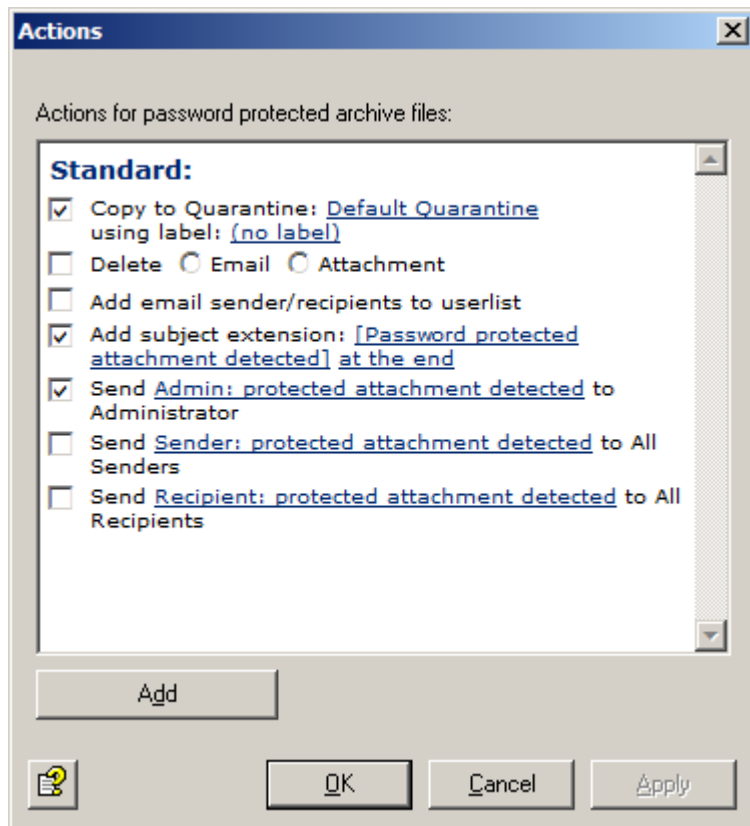 Actions
Actions for password protected archive files:
Standard:
Copy to Quarantine: Default Quarantine
using label: (no label)
Delete Email Attachment
Add email sender/recipients to userlist
Add subject extension: [Password protected
attachment detected] at the end
Send Admin: protected attachment detected to
Administrator
Send Sender: protected attachment detected to All
Senders
Send Recipient: protected attachment detected to All
Recipients
Add
OK Cancel Apply